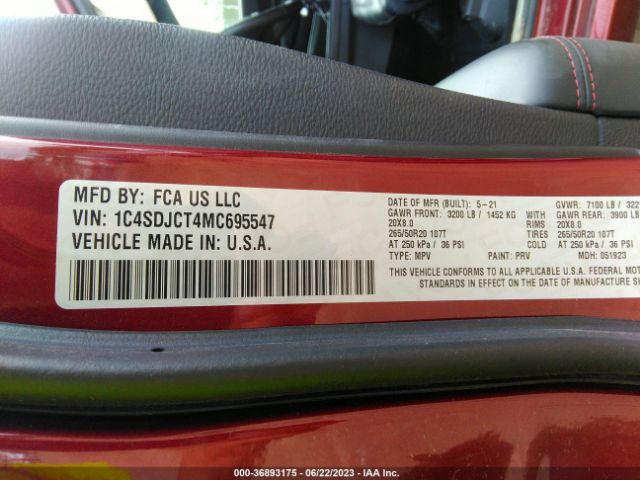 MFD BY: FCA US LLC
VIN: 1C4SDJCT4MC695547
VEHICLE MADE IN: U.S.A.
DATE OF MFR (BUILT): 5-21 GVWR: 7100 LB / 322
GAWR FRONT: 3200 LB / 1452 KG WITH GAWR REAR: 3900 LB
20X8.0 RIMS 20X8.0
265/50R20 107T TIRES 265/50R20 107T
AT 250 kPa / 36 PSI COLD AT 250 kPa / 36 PSI
TYPE: MPV PAINT: PRV MDH: 051923
THIS VEHICLE CONFORMS TO ALL APPLICABLE U.S.A. FEDERAL MOT
STANDARDS IN EFFECT ON THE DATE OF MANUFACTURE SH
000-36893175 | 06/22/2023 | IAA Inc.